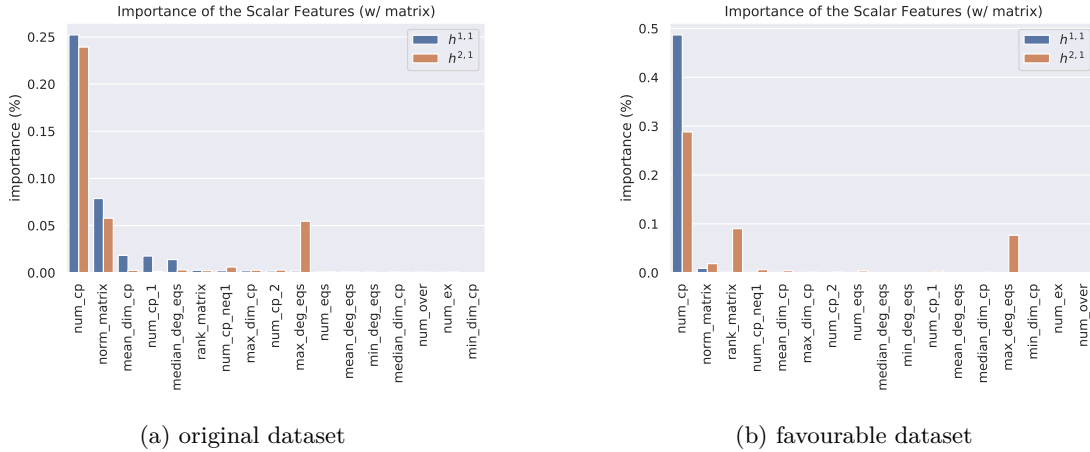 Importance of the Scalar Features (w/ matrix)
importance (%)
0.25
0.20
0.15
0.10
0.05
0.00
h^{1,1}
h^{2,1}
num_cp
norm_matrix
mean_dim_cp
num_cp_1
median_deg_eqs
rank_matrix
num_cp_neq1
max_dim_cp
num_cp_2
max_deg_eqs
num_eqs
mean_deg_eqs
min_deg_eqs
median_dim_cp
num_over
num_ex
min_dim_cp
(a) original dataset
Importance of the Scalar Features (w/ matrix)
importance (%)
0.5
0.4
0.3
0.2
0.1
0.0
h^{1,1}
h^{2,1}
num_cp
norm_matrix
rank_matrix
num_cp_neq1
mean_dim_cp
max_dim_cp
num_cp_2
num_eqs
median_deg_eqs
min_deg_eqs
num_cp_1
mean_deg_eqs
median_dim_cp
max_deg_eqs
min_dim_cp
num_ex
num_over
(b) favourable dataset